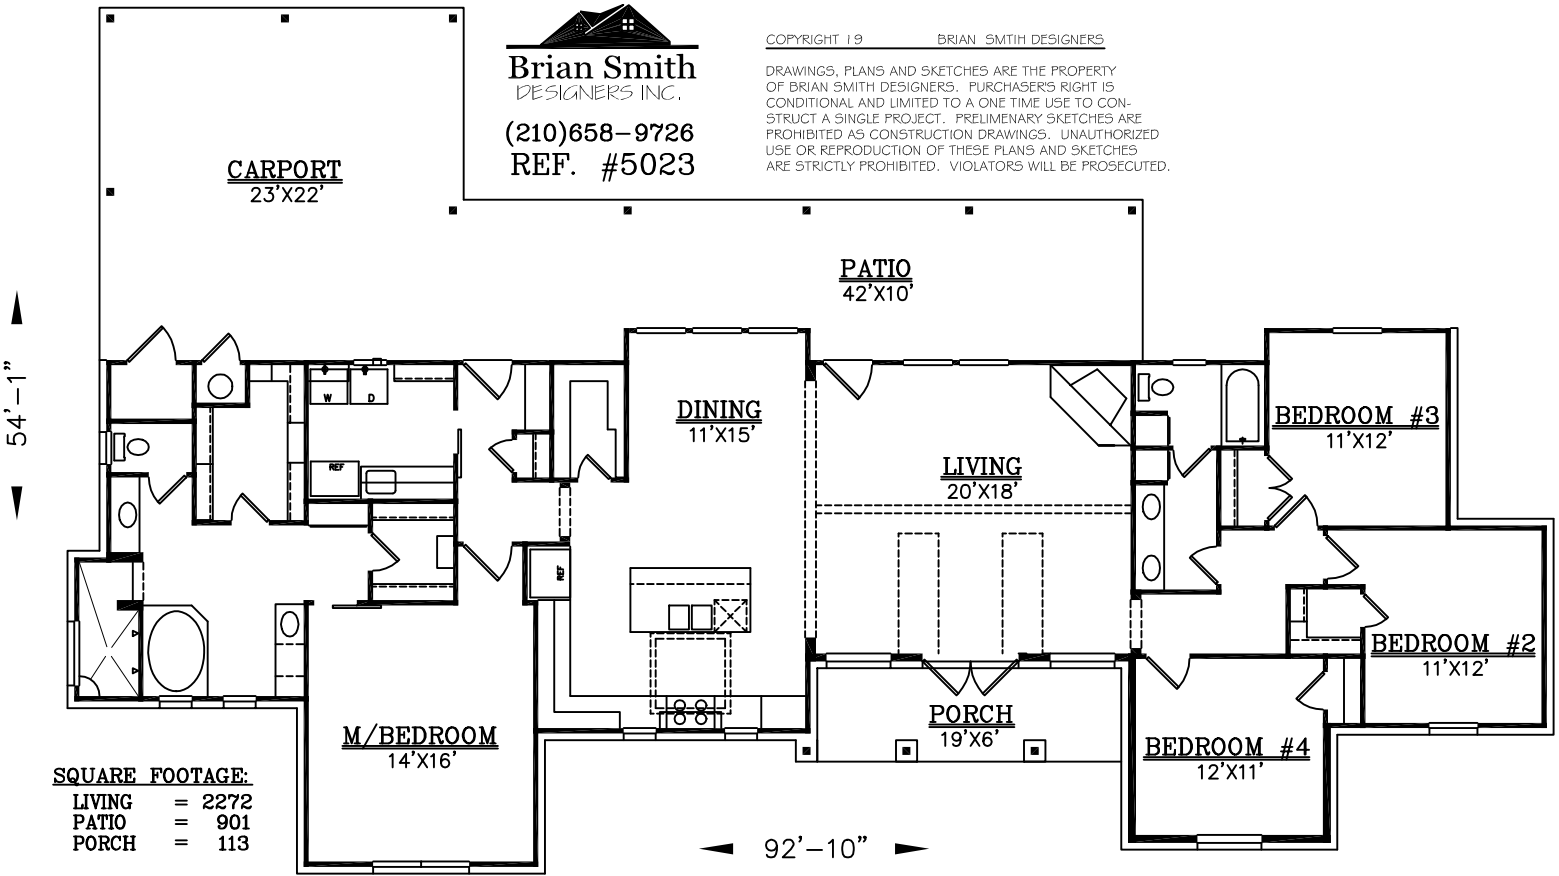 Brian Smith
DESIGNERS INC.
(210)658-9726
REF. #5023
COPYRIGHT 19 BRIAN SMTIH DESIGNERS
DRAWINGS, PLANS AND SKETCHES ARE THE PROPERTY
OF BRIAN SMITH DESIGNERS. PURCHASER'S RIGHT IS
CONDITIONAL AND LIMITED TO A ONE TIME USE TO CON-
STRUCT A SINGLE PROJECT. PRELIMENARY SKETCHES ARE
PROHIBITED AS CONSTRUCTION DRAWINGS. UNAUTHORIZED
USE OR REPRODUCTION OF THESE PLANS AND SKETCHES
ARE STRICTLY PROHIBITED. VIOLATORS WILL BE PROSECUTED.
CARPORT
23'X22'
PATIO
42'X10'
54'-1"
W
D
REF
DINING
11'X15'
LIVING
20'X18'
BEDROOM #3
11'X12'
REF
BEDROOM #2
11'X12'
M/BEDROOM
14'X16'
PORCH
19'X6'
BEDROOM #4
12'X11'
SQUARE FOOTAGE:
LIVING = 2272
PATIO = 901
PORCH = 113
92'-10"